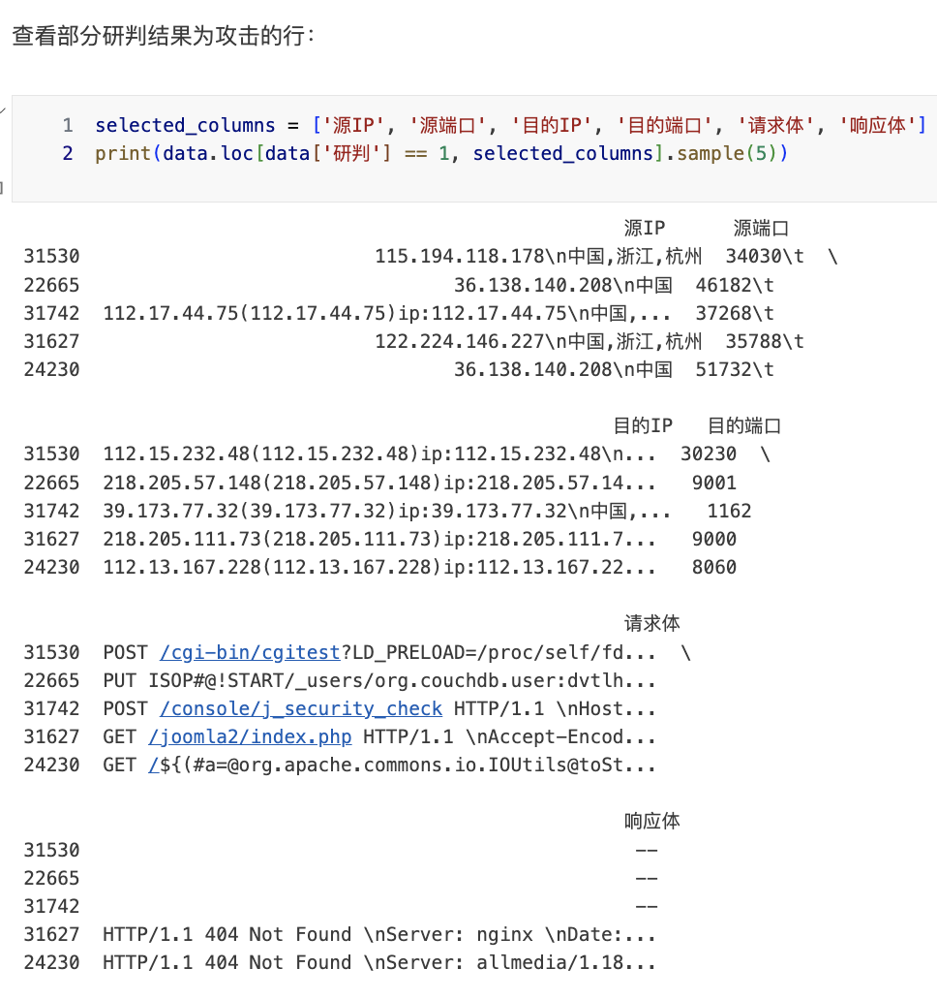 查看部分研判结果为攻击的行：
1 selected_columns = ['源IP', '源端口', '目的IP', '目的端口', '请求体', '响应体']
2 print(data.loc[data['研判'] == 1, selected_columns].sample(5))
源IP 源端口
31530 115.194.118.178\n中国,浙江,杭州 34030\t \
22665 36.138.140.208\n中国 46182\t
31742 112.17.44.75(112.17.44.75)ip:112.17.44.75\n中国,... 37268\t
31627 122.224.146.227\n中国,浙江,杭州 35788\t
24230 36.138.140.208\n中国 51732\t
目的IP 目的端口
31530 112.15.232.48(112.15.232.48)ip:112.15.232.48\n... 30230 \
22665 218.205.57.148(218.205.57.148)ip:218.205.57.14... 9001
31742 39.173.77.32(39.173.77.32)ip:39.173.77.32\n中国,... 1162
31627 218.205.111.73(218.205.111.73)ip:218.205.111.7... 9000
24230 112.13.167.228(112.13.167.228)ip:112.13.167.22... 8060
请求体
31530 POST /cgi-bin/cgitest?LD_PRELOAD=/proc/self/fd... \
22665 PUT ISOP#@!START/_users/org.couchdb.user:dvtlh...
31742 POST /console/j_security_check HTTP/1.1 \nHost...
31627 GET /joomla2/index.php HTTP/1.1 \nAccept-Encod...
24230 GET /${(#a=@org.apache.commons.io.IOUtils@toSt...
响应体
31530 --
22665 --
31742 --
31627 HTTP/1.1 404 Not Found \nServer: nginx \nDate:...
24230 HTTP/1.1 404 Not Found \nServer: allmedia/1.18...